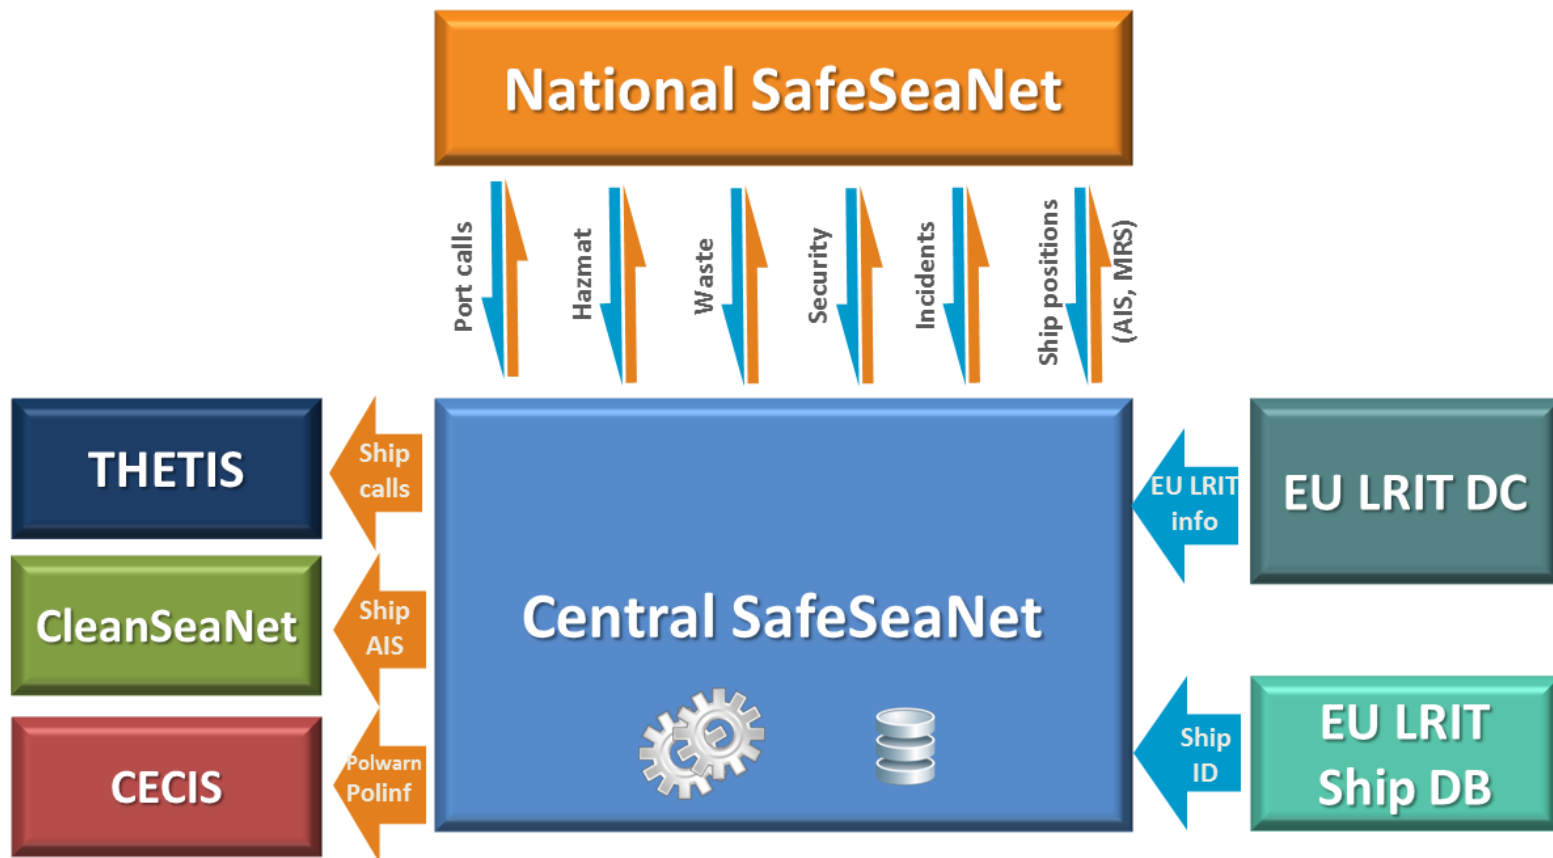 National SafeSeaNet
Port calls
Hazmat
Waste
Security
Incidents
Ship positions
(AIS, MRS)
THETIS
Ship
calls
CleanSeaNet
Ship
AIS
CECIS
Polwarn
Polinf
Central SafeSeaNet
EU LRIT
info
EU LRIT DC
Ship
ID
EU LRIT
Ship DB